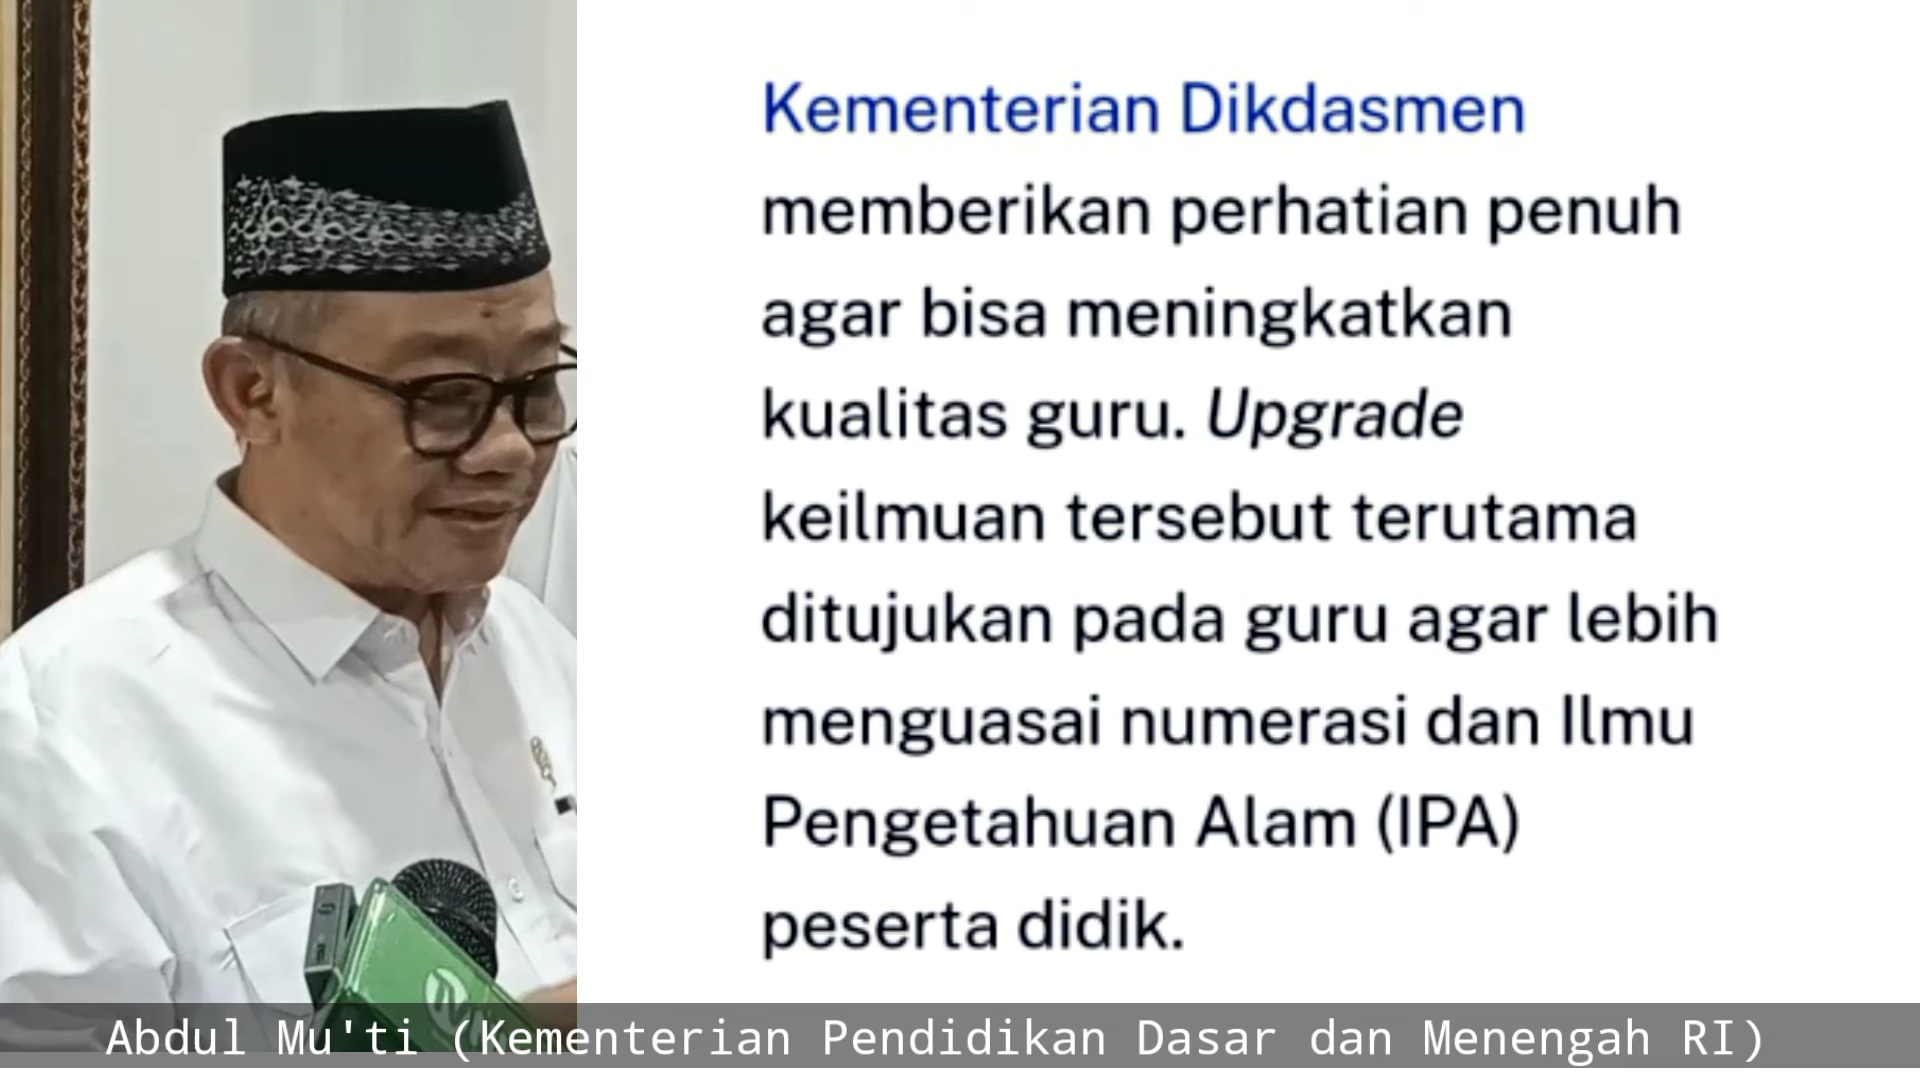 Kementerian Dikdasmen
memberikan perhatian penuh
agar bisa meningkatkan
kualitas guru. Upgrade
keilmuan tersebut terutama
ditujukan pada guru agar lebih
menguasai numerasi dan Ilmu
Pengetahuan Alam (IPA)
peserta didik.
Abdul Mu'ti (Kementerian Pendidikan Dasar dan Menengah RI)